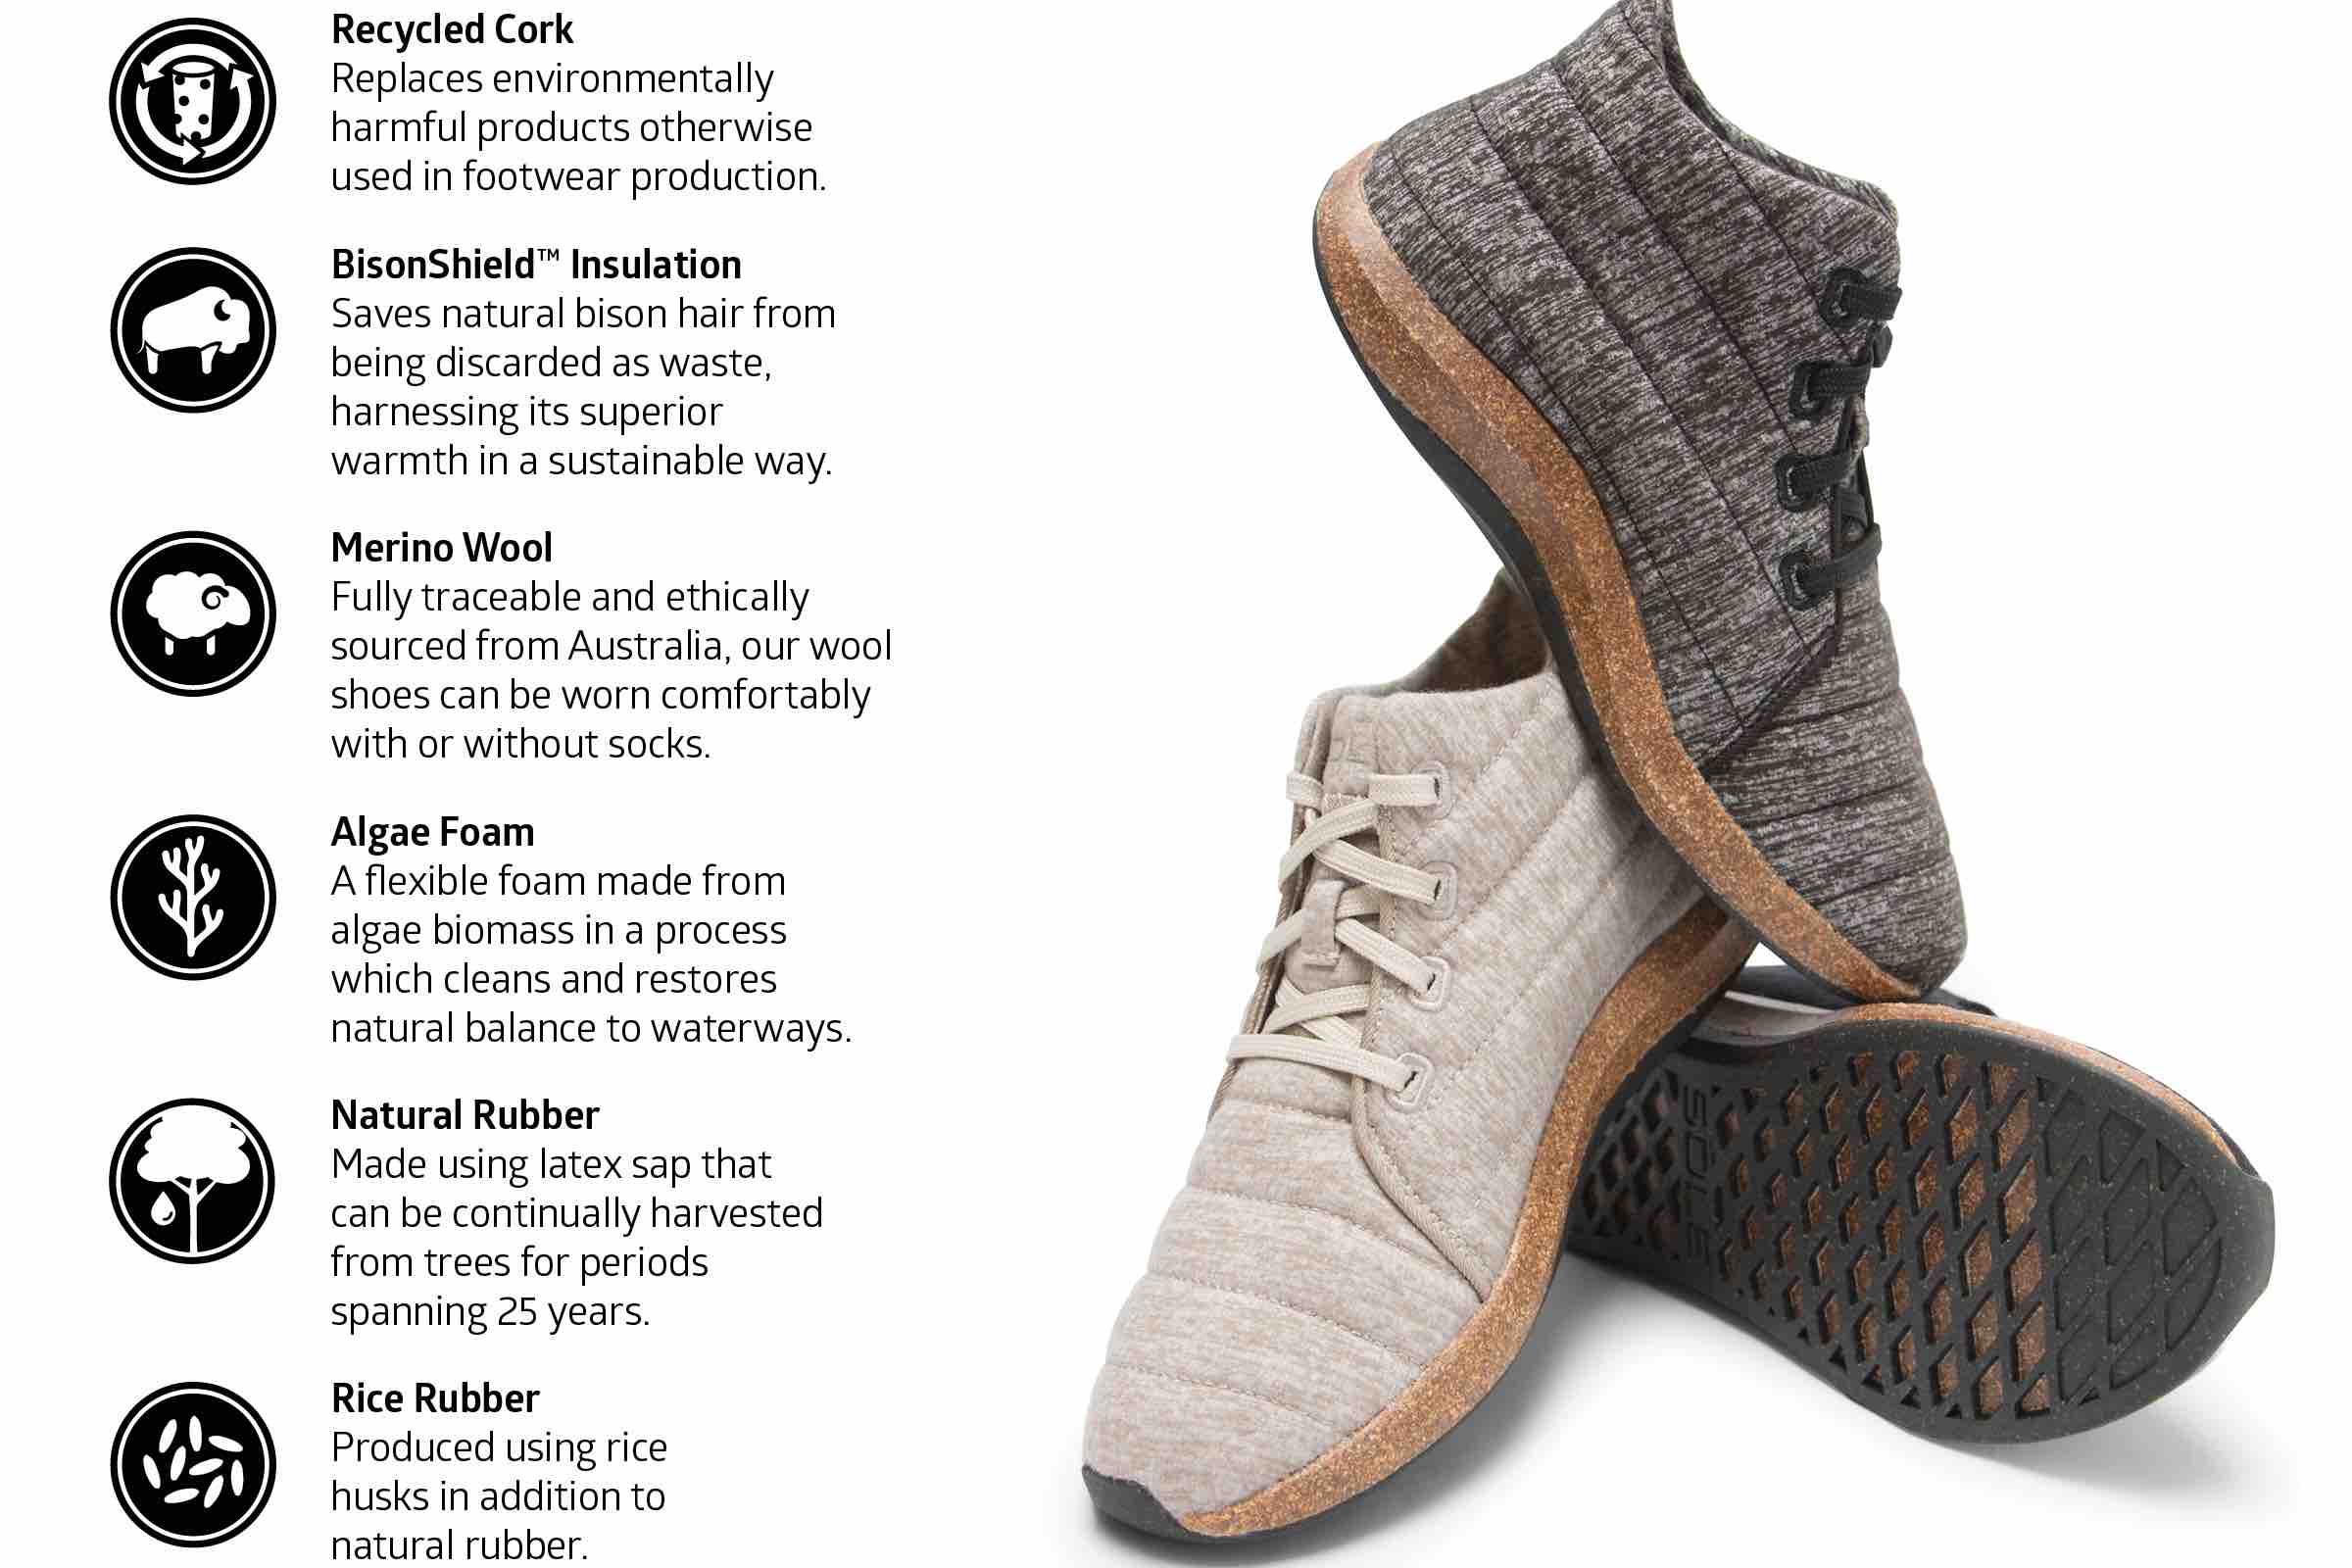 Recycled Cork
Replaces environmentally
harmful products otherwise
used in footwear production.
BisonShield™ Insulation
Saves natural bison hair from
being discarded as waste,
harnessing its superior
warmth in a sustainable way.
Merino Wool
Fully traceable and ethically
sourced from Australia, our wool
shoes can be worn comfortably
with or without socks.
Algae Foam
A flexible foam made from
algae biomass in a process
which cleans and restores
natural balance to waterways.
Natural Rubber
Made using latex sap that
can be continually harvested
from trees for periods
spanning 25 years.
Rice Rubber
Produced using rice
husks in addition to
natural rubber.
SOLE